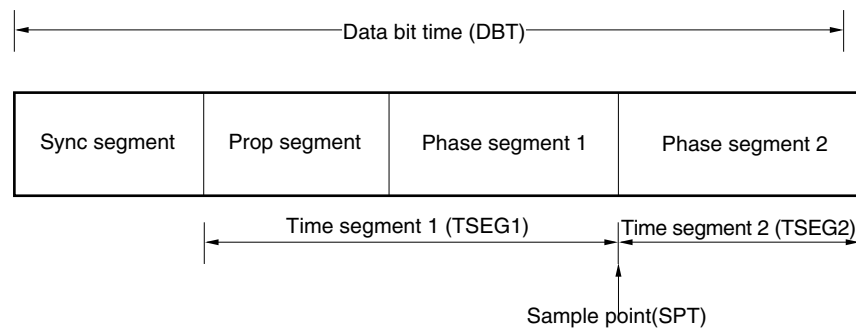 Data bit time (DBT)
Sync segment
Prop segment
Phase segment 1
Phase segment 2
Time segment 1 (TSEG1)
Time segment 2 (TSEG2)
Sample point(SPT)